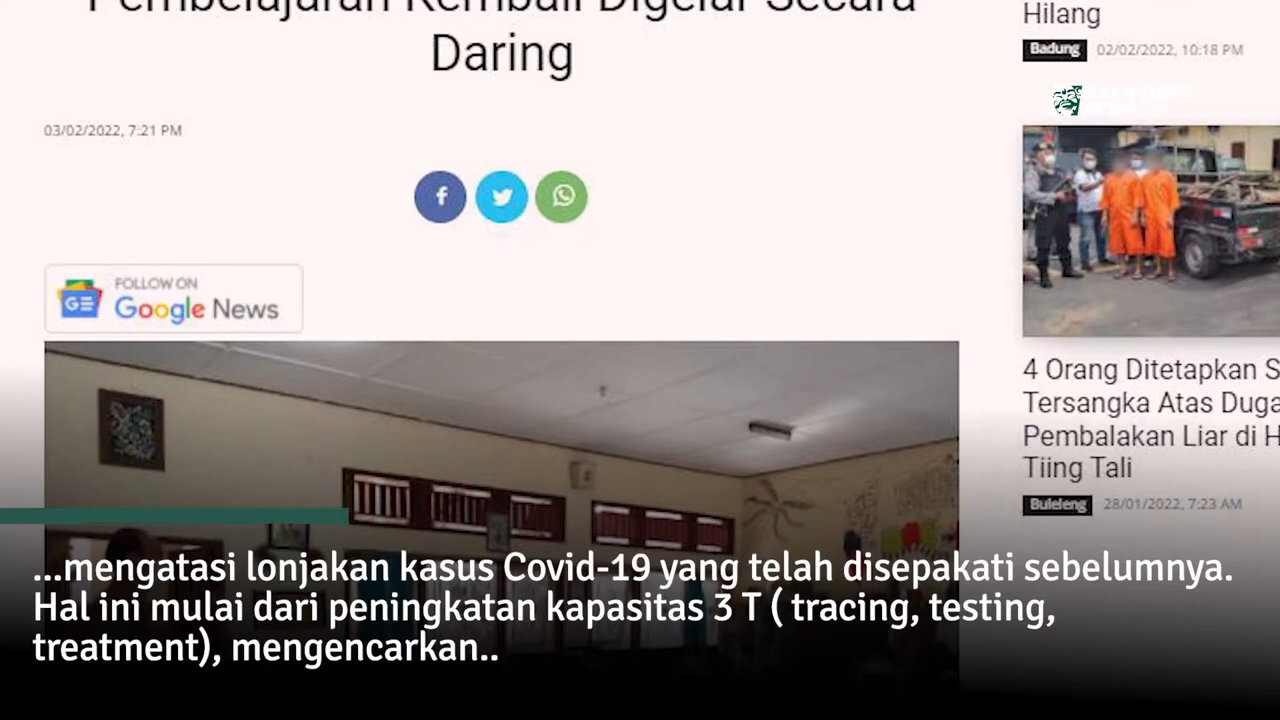 Pembelajaran Kembali Digelar Secara
Daring
03/02/2022, 7:21 PM
FOLLOW ON
Google News
Hilang
Badung 02/02/2022, 10:18 PM
4 Orang Ditetapkan S
Tersangka Atas Duga
Pembalakan Liar di H
Tiing Tali
Buleleng 28/01/2022, 7:23 AM
...mengatasi lonjakan kasus Covid-19 yang telah disepakati sebelumnya.
Hal ini mulai dari peningkatan kapasitas 3 T ( tracing, testing,
treatment), mengencarkan..